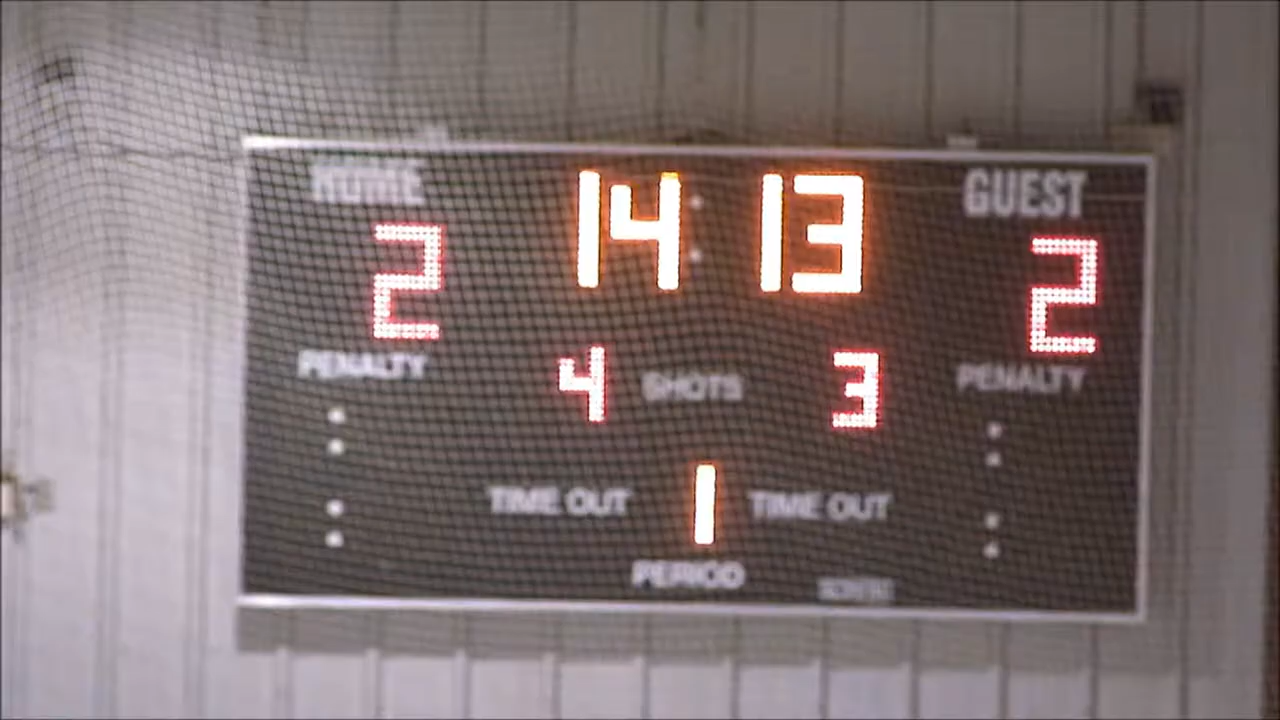 HOME 14:13 GUEST
2 2
PENALTY 4 SHOTS 3 PENALTY
TIME OUT 1 TIME OUT
PERIOD